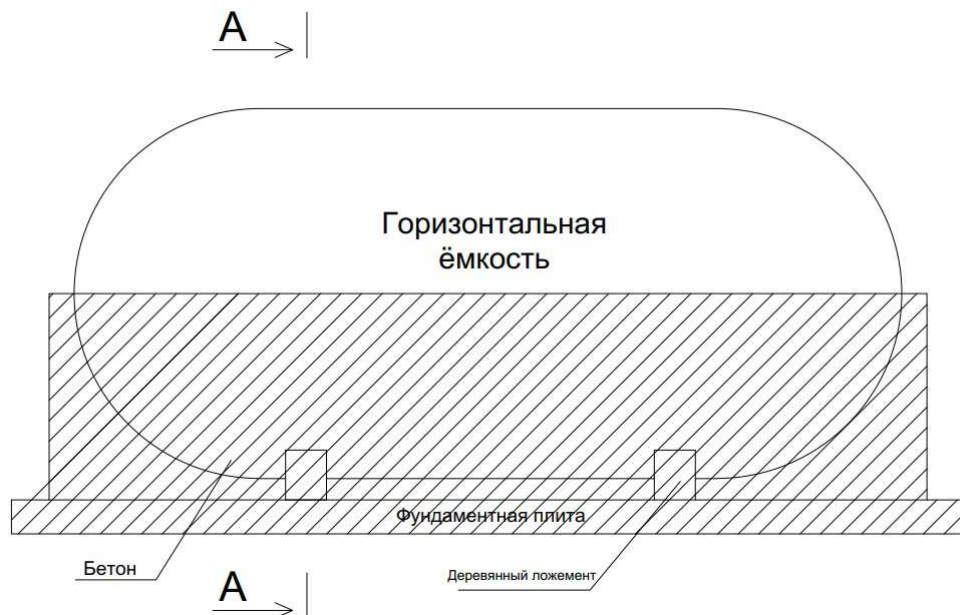 А
Горизонтальная
ёмкость
Фундаментная плита
Бетон
Деревянный ложемент
А